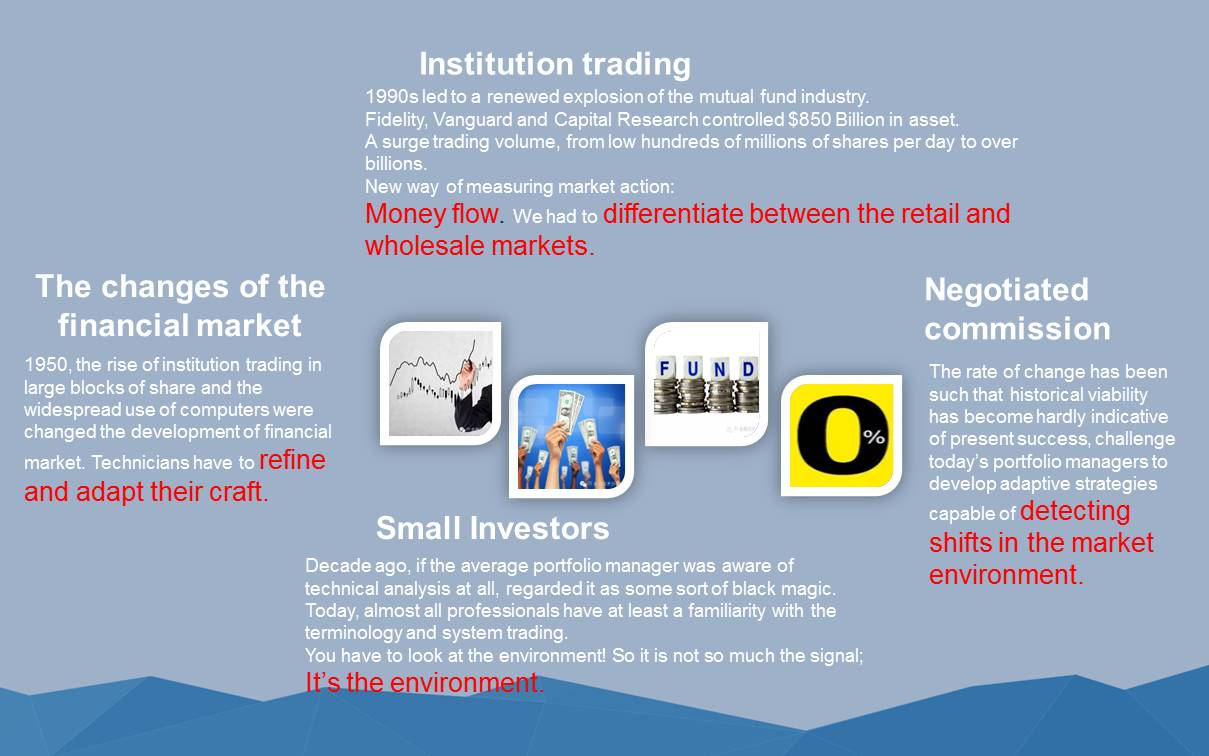 Institution trading
1990s led to a renewed explosion of the mutual fund industry.
Fidelity, Vanguard and Capital Research controlled $850 Billion in asset.
A surge trading volume, from low hundreds of millions of shares per day to over
billions.
New way of measuring market action:
Money flow. We had to differentiate between the retail and
wholesale markets.
The changes of the
financial market
1950, the rise of institution trading in
large blocks of share and the
widespread use of computers were
changed the development of financial
market. Technicians have to refine
and adapt their craft.
FUND
0%
Negotiated
commission
The rate of change has been
such that historical viability
has become hardly indicative
of present success, challenge
today's portfolio managers to
develop adaptive strategies
capable of detecting
shifts in the market
environment.
Small Investors
Decade ago, if the average portfolio manager was aware of
technical analysis at all, regarded it as some sort of black magic.
Today, almost all professionals have at least a familiarity with the
terminology and system trading.
You have to look at the environment! So it is not so much the signal;
It's the environment.